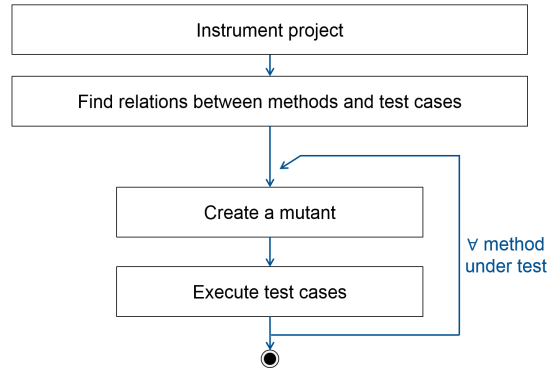 Instrument project
Find relations between methods and test cases
Create a mutant
∀ method
under test
Execute test cases